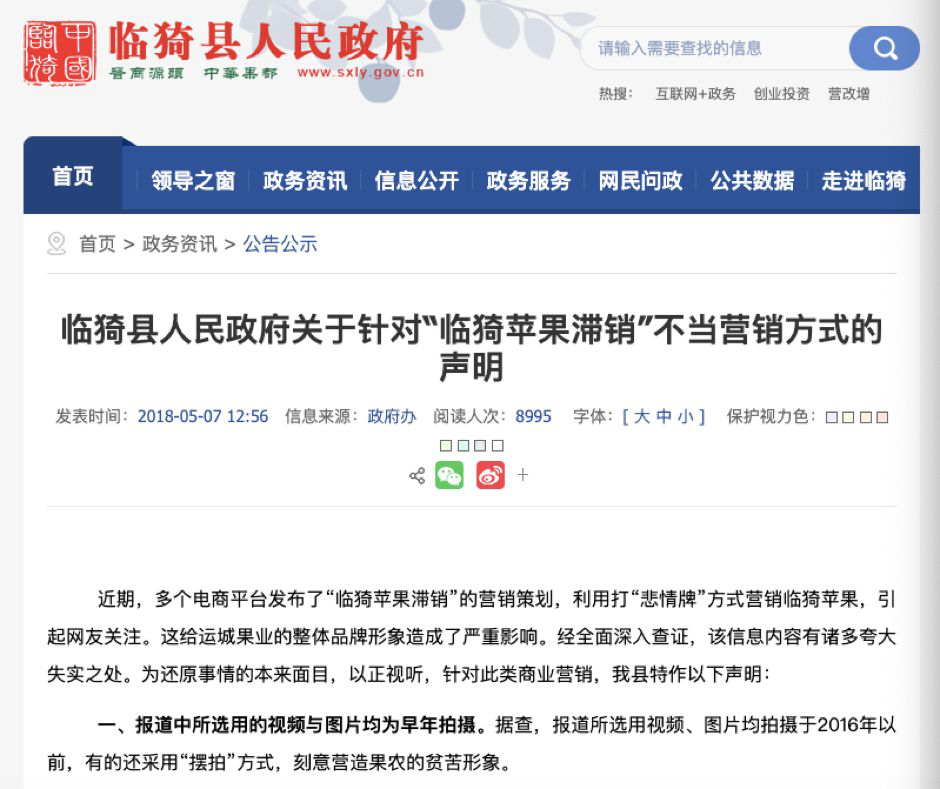 中國
臨猗
临猗县人民政府
晋商源頭 中華果都 www.sxly.gov.cn
请输入需要查找的信息
热搜： 互联网+政务 创业投资 营改增
首页 领导之窗 政务资讯 信息公开 政务服务 网民问政 公共数据 走进临猗
首页 > 政务资讯 > 公告公示
临猗县人民政府关于针对“临猗苹果滞销”不当营销方式的
声明
发表时间： 2018-05-07 12:56 信息来源： 政府办 阅读人次： 8995 字体： [ 大 中 小 ] 保护视力色：
近期，多个电商平台发布了“临猗苹果滞销”的营销策划，利用打“悲情牌”方式营销临猗苹果，引
起网友关注。这给运城果业的整体品牌形象造成了严重影响。经全面深入查证，该信息内容有诸多夸大
失实之处。为还原事情的本来面目，以正视听，针对此类商业营销，我县特作以下声明：
一、报道中所选用的视频与图片均为早年拍摄。据查，报道所选用视频、图片均拍摄于2016年以
前，有的还采用“摆拍”方式，刻意营造果农的贫苦形象。